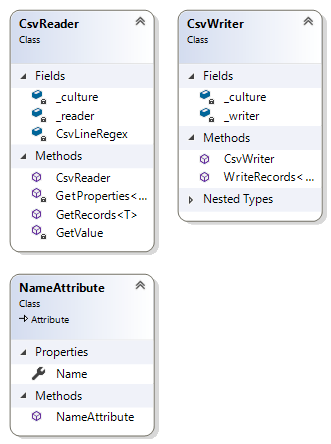 CsvReader
Class
Fields
_culture
_reader
CsvLineRegex
Methods
CsvReader
GetProperties<...
GetRecords<T>
GetValue
CsvWriter
Class
Fields
_culture
_writer
Methods
CsvWriter
WriteRecords<...
Nested Types
NameAttribute
Class
Attribute
Properties
Name
Methods
NameAttribute